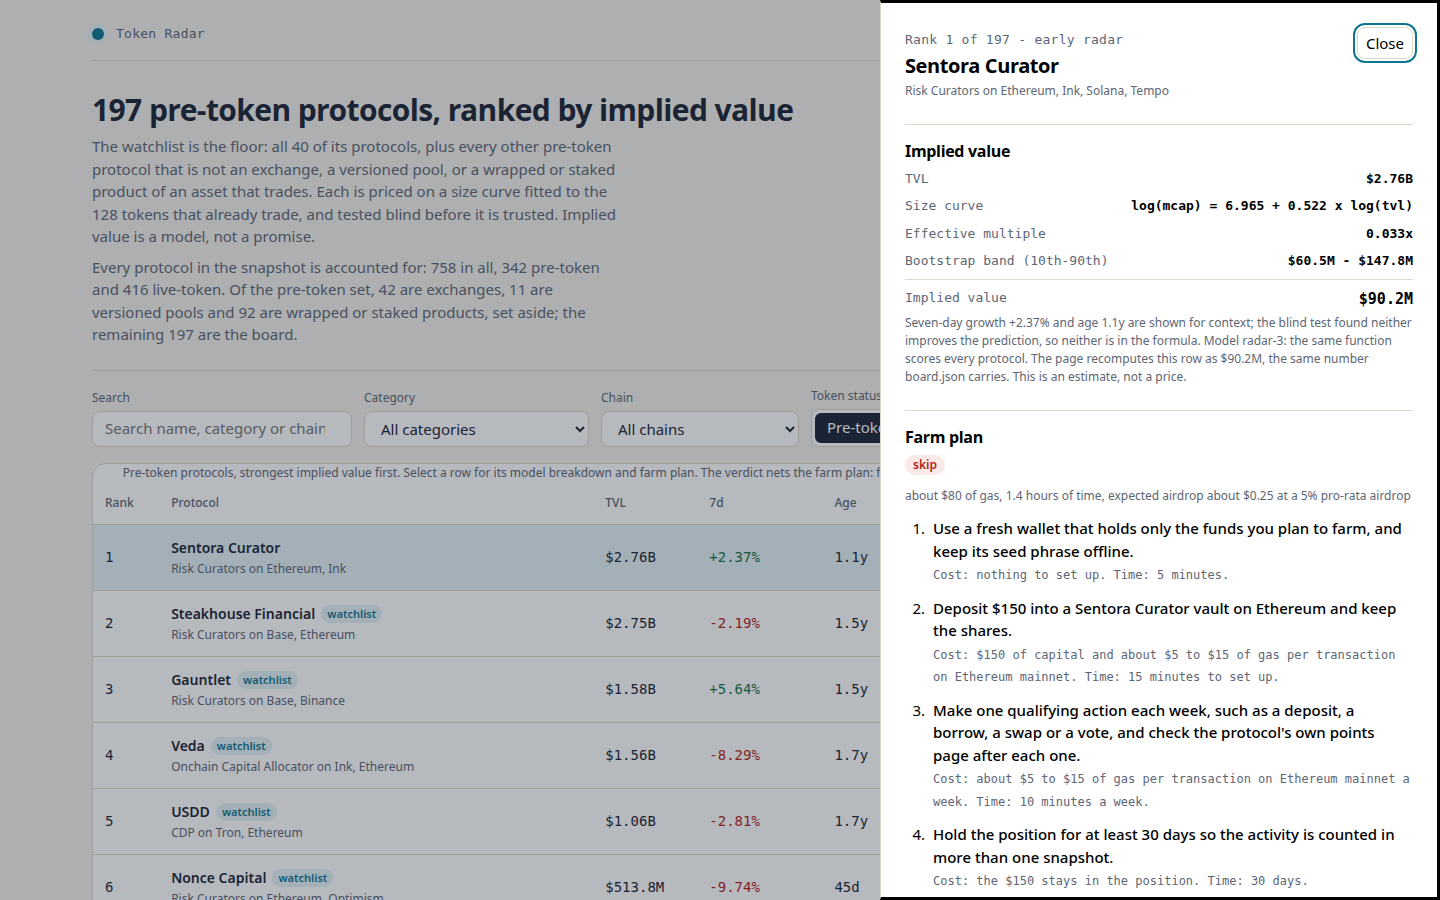 Token Radar
197 pre-token protocols, ranked by implied value
The watchlist is the floor: all 40 of its protocols, plus every other pre-token
protocol that is not an exchange, a versioned pool, or a wrapped or staked
product of an asset that trades. Each is priced on a size curve fitted to the
128 tokens that already trade, and tested blind before it is trusted. Implied
value is a model, not a promise.
Every protocol in the snapshot is accounted for: 758 in all, 342 pre-token
and 416 live-token. Of the pre-token set, 42 are exchanges, 11 are
versioned pools and 92 are wrapped or staked products, set aside; the
remaining 197 are the board.
Search Category Chain Token status
Search name, category or chain All categories All chains Pre-tok
Pre-token protocols, strongest implied value first. Select a row for its model breakdown and farm plan. The verdict nets the farm plan:
Rank Protocol TVL 7d Age
1 Sentora Curator $2.76B +2.37% 1.1y
Risk Curators on Ethereum, Ink
2 Steakhouse Financial watchlist $2.75B -2.19% 1.5y
Risk Curators on Base, Ethereum
3 Gauntlet watchlist $1.58B +5.64% 1.5y
Risk Curators on Base, Binance
4 Veda watchlist $1.56B -8.29% 1.7y
Onchain Capital Allocator on Ink, Ethereum
5 USDD watchlist $1.06B -2.81% 1.7y
CDP on Tron, Ethereum
6 Nonce Capital watchlist $513.8M -9.74% 45d
Risk Curators on Ethereum, Optimism
Rank 1 of 197 - early radar
Close
Sentora Curator
Risk Curators on Ethereum, Ink, Solana, Tempo
Implied value
TVL $2.76B
Size curve log(mcap) = 6.965 + 0.522 x log(tvl)
Effective multiple 0.033x
Bootstrap band (10th-90th) $60.5M - $147.8M
Implied value $90.2M
Seven-day growth +2.37% and age 1.1y are shown for context; the blind test found neither
improves the prediction, so neither is in the formula. Model radar-3: the same function
scores every protocol. The page recomputes this row as $90.2M, the same number
board.json carries. This is an estimate, not a price.
Farm plan
skip
about $80 of gas, 1.4 hours of time, expected airdrop about $0.25 at a 5% pro-rata airdrop
1. Use a fresh wallet that holds only the funds you plan to farm, and
keep its seed phrase offline.
Cost: nothing to set up. Time: 5 minutes.
2. Deposit $150 into a Sentora Curator vault on Ethereum and keep
the shares.
Cost: $150 of capital and about $5 to $15 of gas per transaction
on Ethereum mainnet. Time: 15 minutes to set up.
3. Make one qualifying action each week, such as a deposit, a
borrow, a swap or a vote, and check the protocol's own points
page after each one.
Cost: about $5 to $15 of gas per transaction on Ethereum mainnet a
week. Time: 10 minutes a week.
4. Hold the position for at least 30 days so the activity is counted in
more than one snapshot.
Cost: the $150 stays in the position. Time: 30 days.